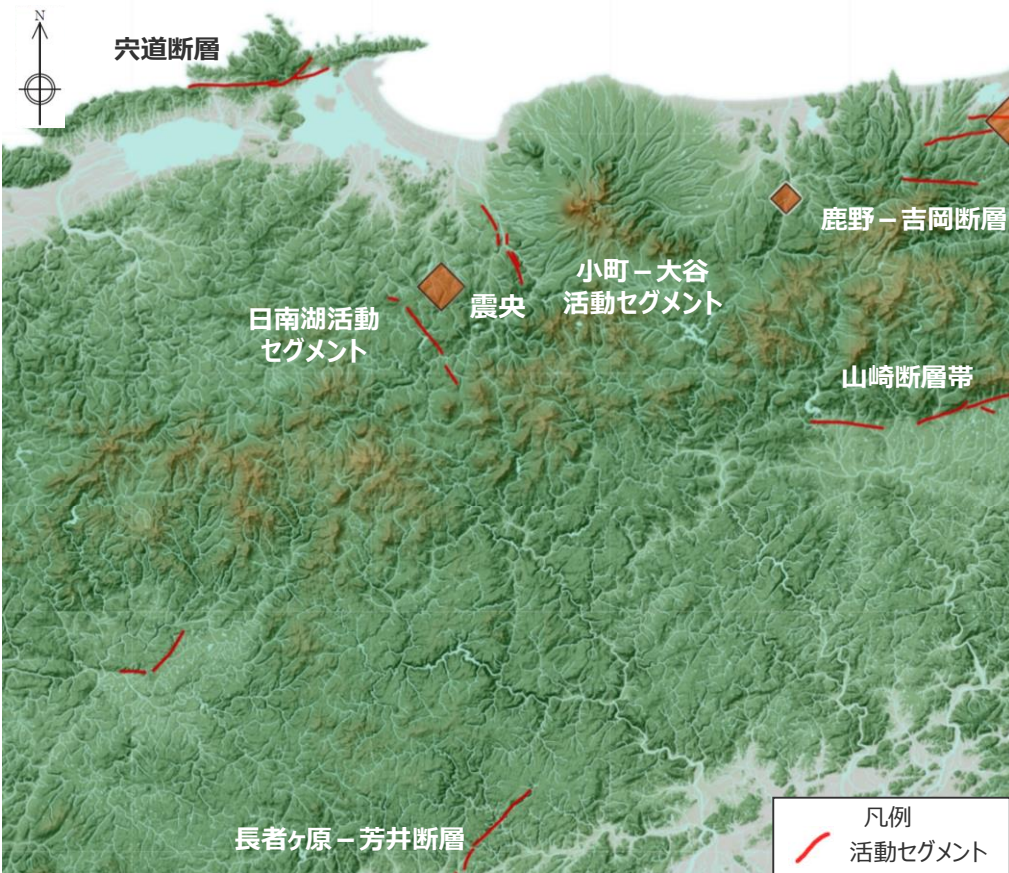 N
宍道断層
鹿野－吉岡断層
小町－大谷
活動セグメント
震央
日南湖活動
セグメント
山崎断層帯
長者ヶ原－芳井断層
凡例
活動セグメント